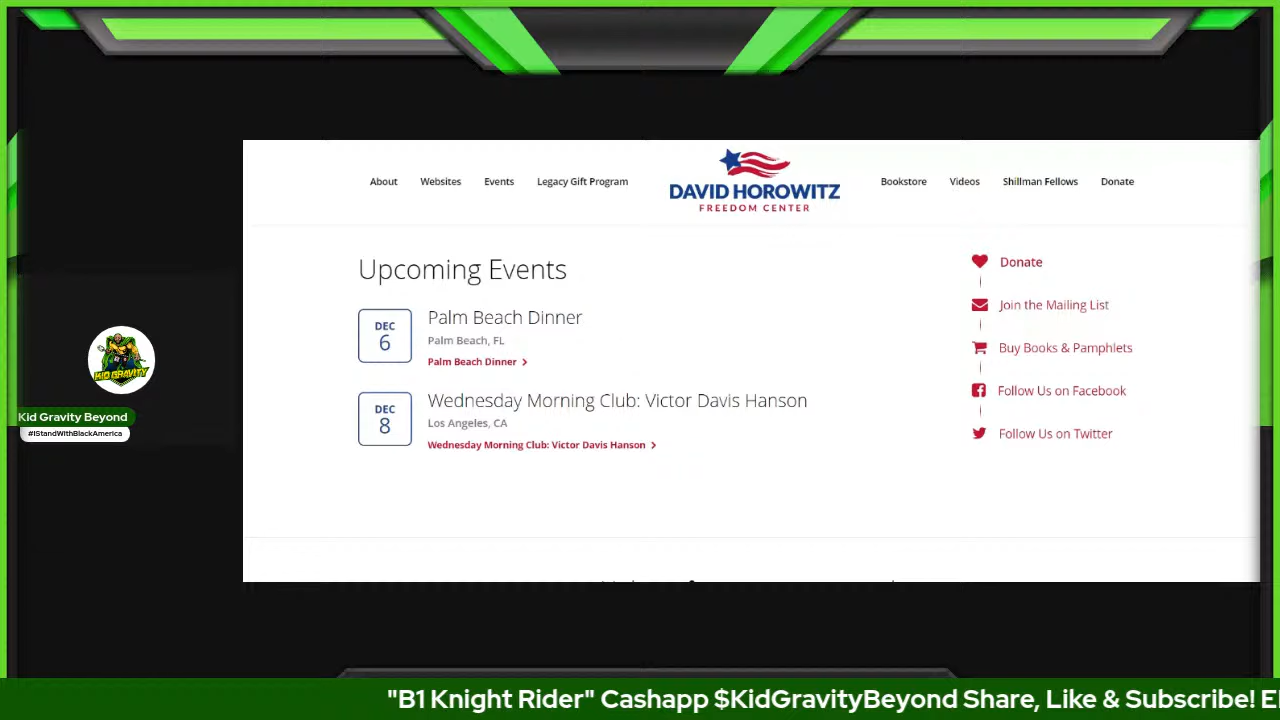 About
Websites
Events
Legacy Gift Program
DAVID HOROWITZ
FREEDOM CENTER
Bookstore
Videos
Shillman Fellows
Donate
Upcoming Events
DEC
6
Palm Beach Dinner
Palm Beach, FL
Palm Beach Dinner
DEC
8
Wednesday Morning Club: Victor Davis Hanson
Los Angeles, CA
Wednesday Morning Club: Victor Davis Hanson
Donate
Join the Mailing List
Buy Books & Pamphlets
Follow Us on Facebook
Follow Us on Twitter
KID GRAVITY
Kid Gravity Beyond
#IStandWithBlackAmerica
"B1 Knight Rider" Cashapp $KidGravityBeyond Share, Like & Subscribe!